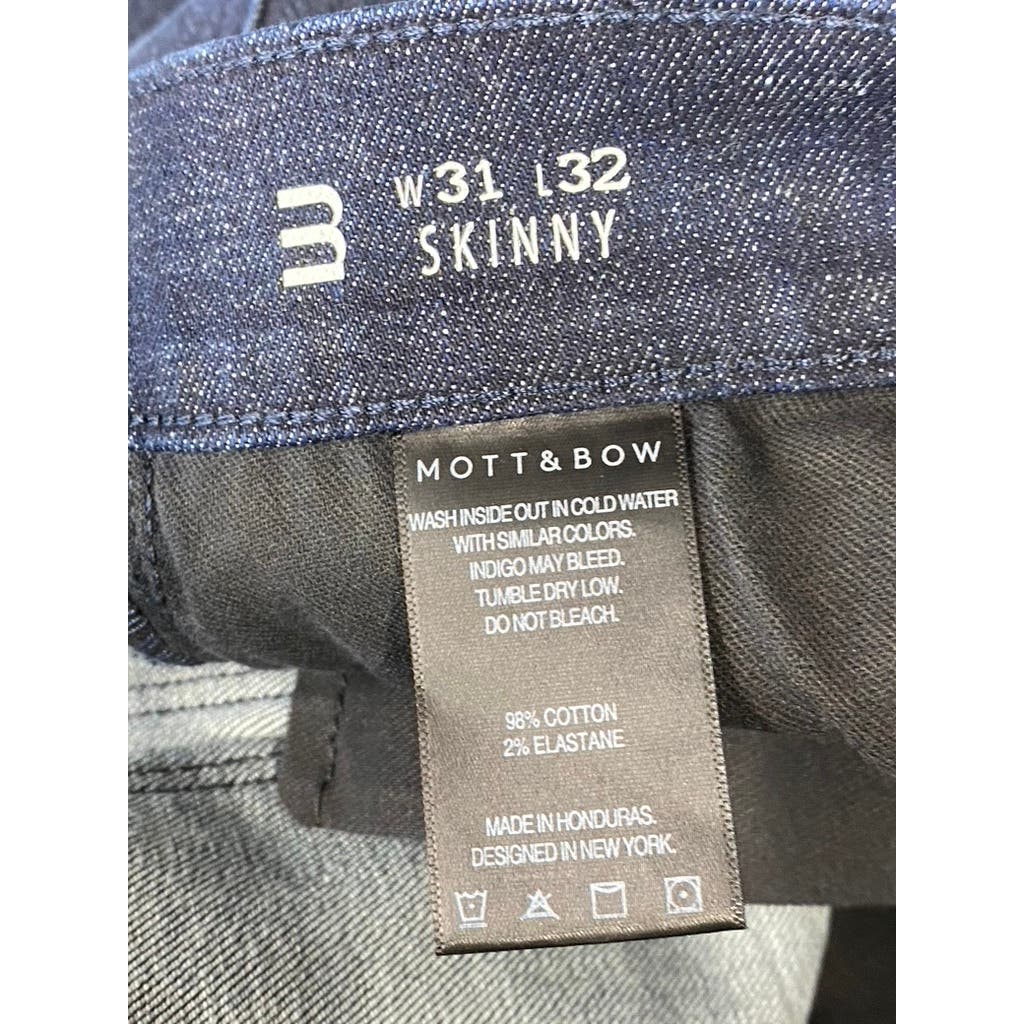 W31 L32
SKINNY
MOTT & BOW
WASH INSIDE OUT IN COLD WATER
WITH SIMILAR COLORS.
INDIGO MAY BLEED.
TUMBLE DRY LOW.
DO NOT BLEACH.
98% COTTON
2% ELASTANE
MADE IN HONDURAS.
DESIGNED IN NEW YORK.